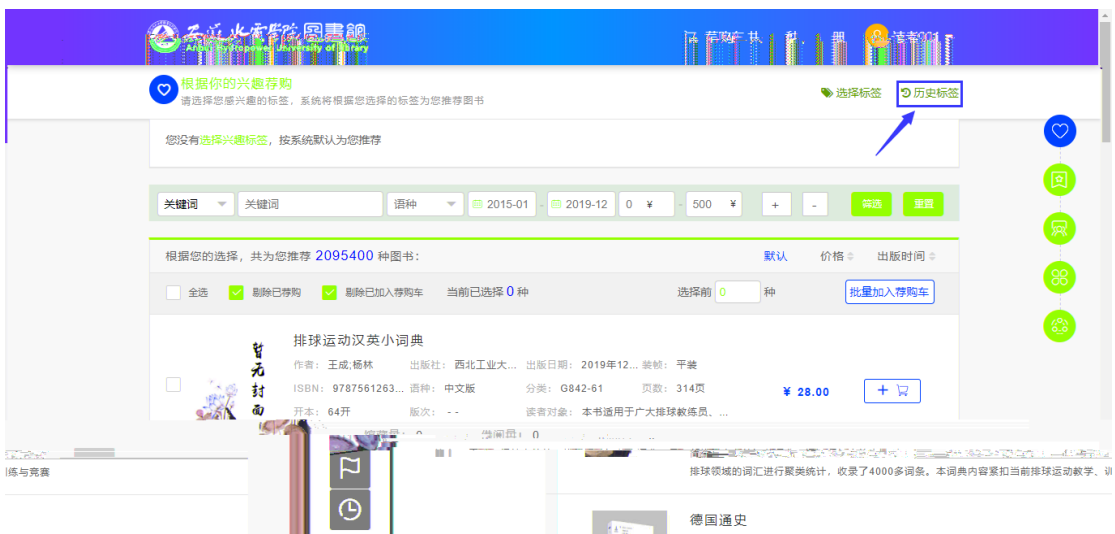 圖書館
根据你的兴趣荐购
请选择您感兴趣的标签，系统将根据您选择的标签为您推荐图书
选择标签 历史标签
您没有选择兴趣标签，按系统默认为您推荐
关键词 关键词 语种 2015-01 - 2019-12 0 ¥ - 500 ¥ + - 筛选 重置
根据您的选择，共为您推荐 2095400 种图书： 默认 价格 出版时间
全选 剔除已荐购 剔除已加入荐购车 当前已选择 0 种 选择前 0 种 批量加入荐购车
暂无封面
排球运动汉英小词典
作者： 王成;杨林 出版社： 西北工业大... 出版日期： 2019年12... 装帧： 平装
ISBN： 9787561263... 语种： 中文版 分类： G842-61 页数： 314页
¥ 28.00 +
开本： 64开 版次： -- 读者对象： 本书适用于广大排球教练员、...
训练与竞赛
排球领域的词汇进行聚类统计，收录了4000多词条。本词典内容紧扣当前排球运动教学、训
德国通史